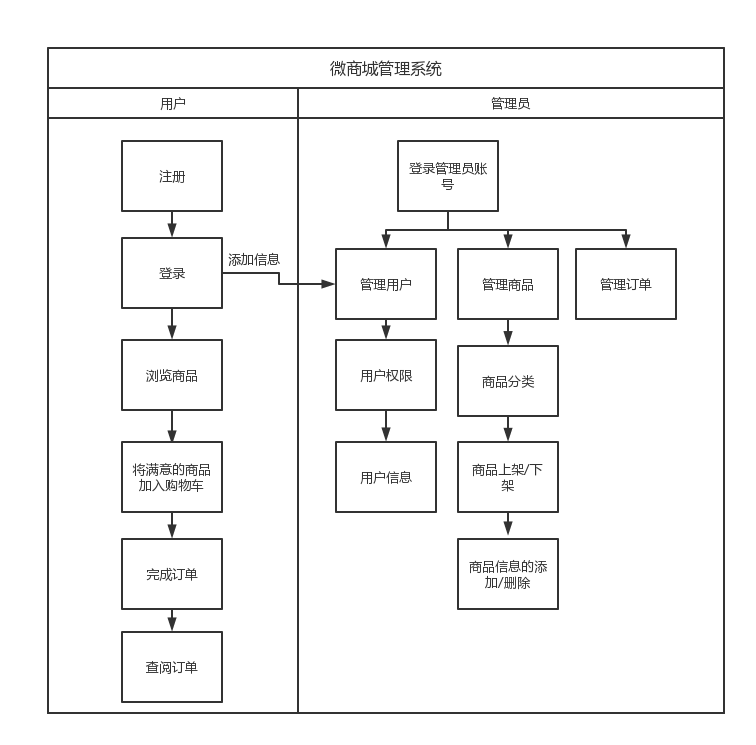 微商城管理系统
用户
管理员
注册
登录
添加信息
浏览商品
将满意的商品
加入购物车
完成订单
查阅订单
登录管理员账
号
管理用户
管理商品
管理订单
用户权限
商品分类
用户信息
商品上架/下
架
商品信息的添
加/删除